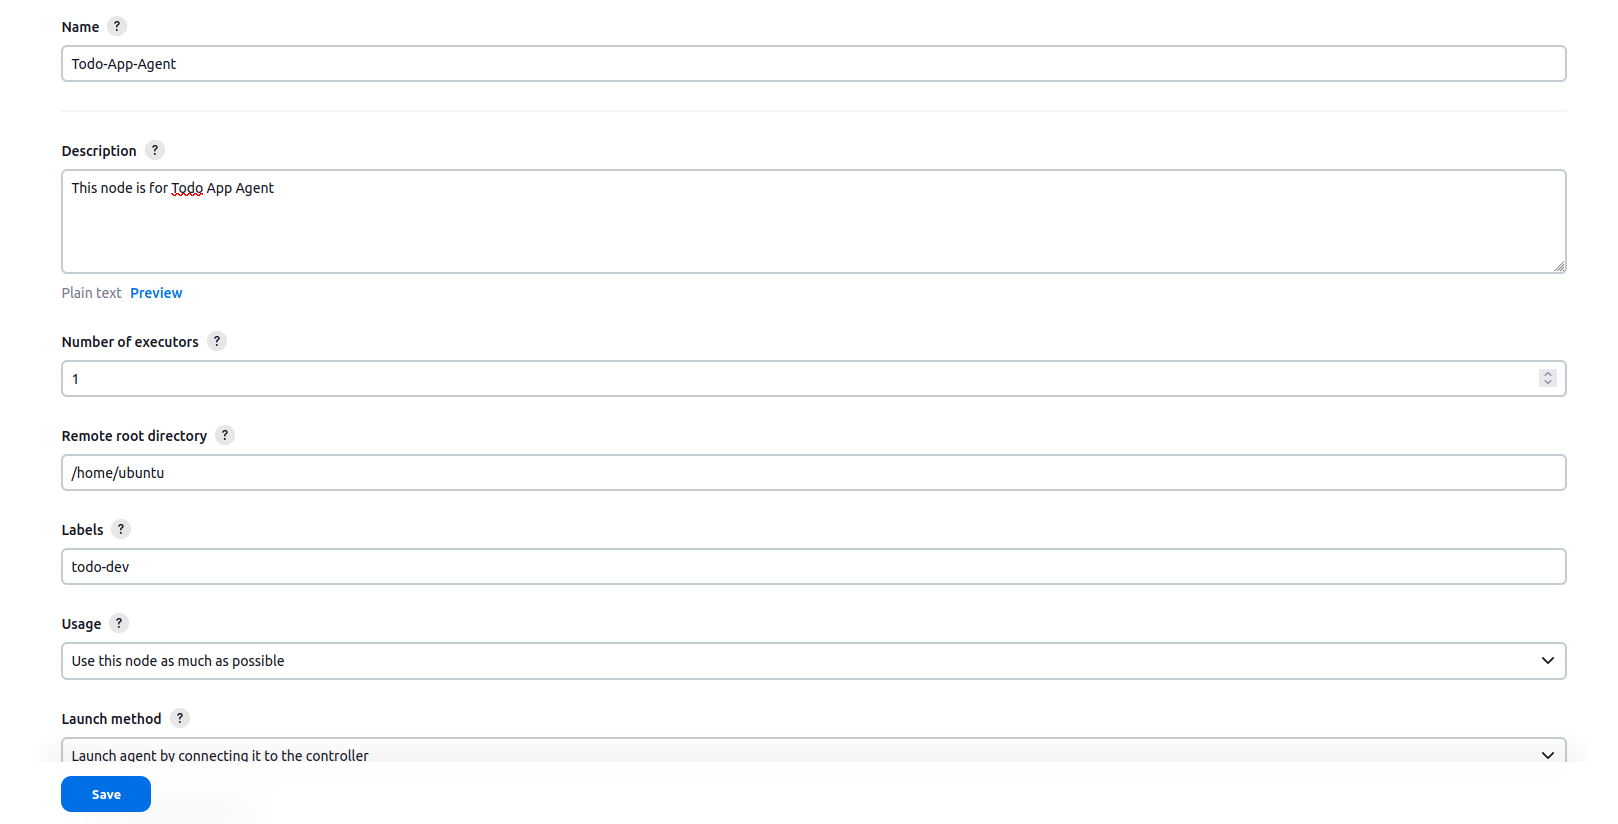 Name ?
Todo-App-Agent
Description ?
This node is for Todo App Agent
Plain text Preview
Number of executors ?
1
Remote root directory ?
/home/ubuntu
Labels ?
todo-dev
Usage ?
Use this node as much as possible
Launch method ?
Launch agent by connecting it to the controller
Save